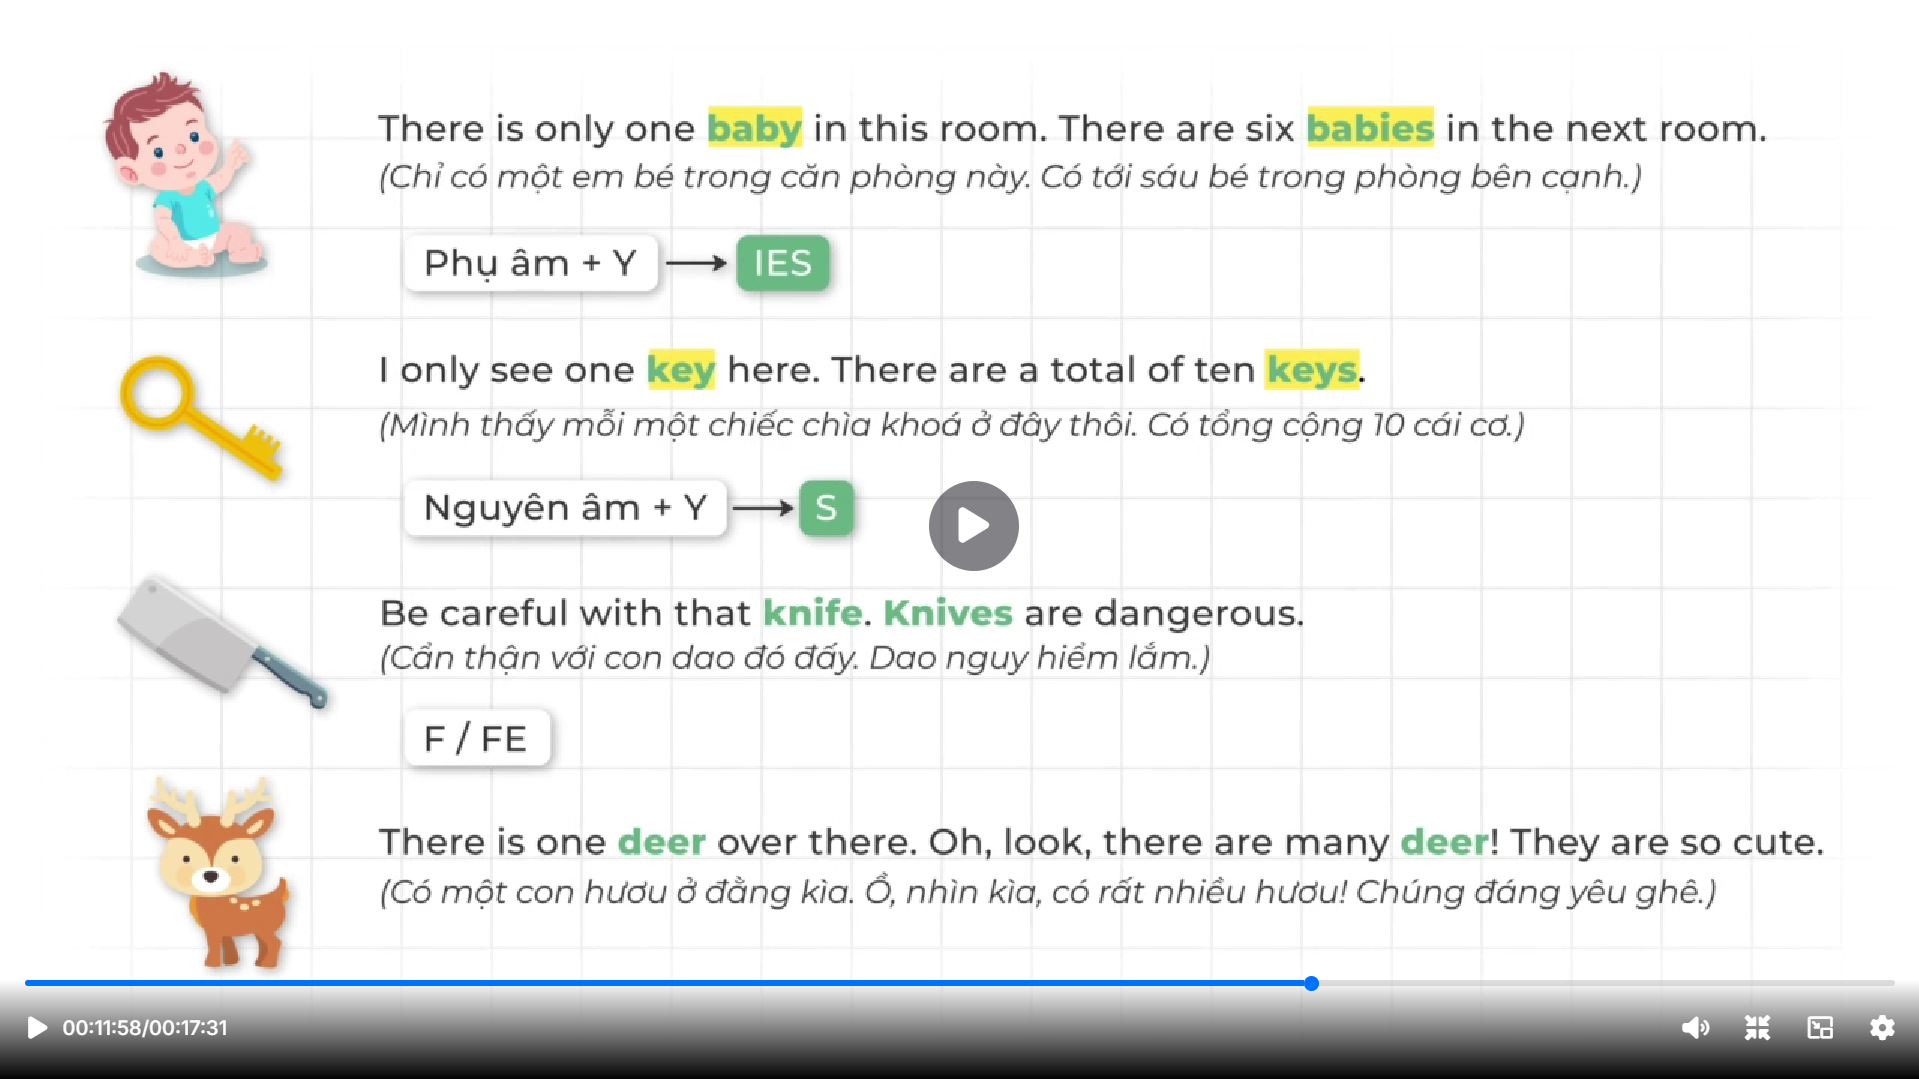 There is only one baby in this room. There are six babies in the next room.
(Chỉ có một em bé trong căn phòng này. Có tới sáu bé trong phòng bên cạnh.)
Phụ âm + Y → IES
I only see one key here. There are a total of ten keys.
(Mình thấy mỗi một chiếc chìa khoá ở đây thôi. Có tổng cộng 10 cái cơ.)
Nguyên âm + Y → S
Be careful with that knife. Knives are dangerous.
(Cẩn thận với con dao đó đấy. Dao nguy hiểm lắm.)
F / FE
There is one deer over there. Oh, look, there are many deer! They are so cute.
(Có một con hươu ở đằng kìa. Ồ, nhìn kìa, có rất nhiều hươu! Chúng đáng yêu ghê.)
00:11:58/00:17:31